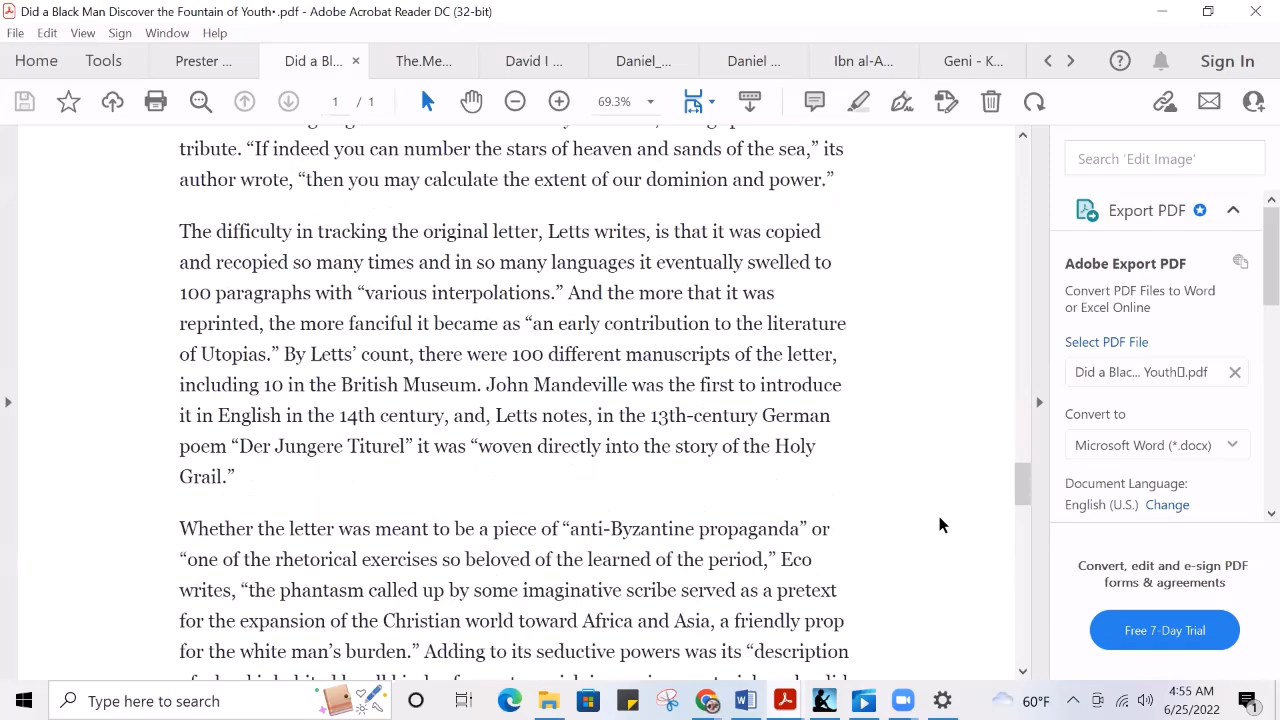 Did a Black Man Discover the Fountain of Youth•.pdf - Adobe Acrobat Reader DC (32-bit)
File Edit View Sign Window Help
Home Tools Prester ... Did a Bl... × The.Me... David I ... Daniel_... Daniel ... Ibn al-A... Geni - K... Sign In
1 / 1 69.3%
tribute. “If indeed you can number the stars of heaven and sands of the sea,” its
author wrote, “then you may calculate the extent of our dominion and power.”
The difficulty in tracking the original letter, Letts writes, is that it was copied
and recopied so many times and in so many languages it eventually swelled to
100 paragraphs with “various interpolations.” And the more that it was
reprinted, the more fanciful it became as “an early contribution to the literature
of Utopias.” By Letts’ count, there were 100 different manuscripts of the letter,
including 10 in the British Museum. John Mandeville was the first to introduce
it in English in the 14th century, and, Letts notes, in the 13th-century German
poem “Der Jungere Titurel” it was “woven directly into the story of the Holy
Grail.”
Whether the letter was meant to be a piece of “anti-Byzantine propaganda” or
“one of the rhetorical exercises so beloved of the learned of the period,” Eco
writes, “the phantasm called up by some imaginative scribe served as a pretext
for the expansion of the Christian world toward Africa and Asia, a friendly prop
for the white man’s burden.” Adding to its seductive powers was its “description
Search 'Edit Image'
Export PDF
Adobe Export PDF
Convert PDF Files to Word
or Excel Online
Select PDF File
Did a Blac... Youth▯.pdf
Convert to
Microsoft Word (*.docx)
Document Language:
English (U.S.) Change
Convert, edit and e-sign PDF
forms & agreements
Free 7-Day Trial
Type here to search
60°F
4:55 AM
6/25/2022
1